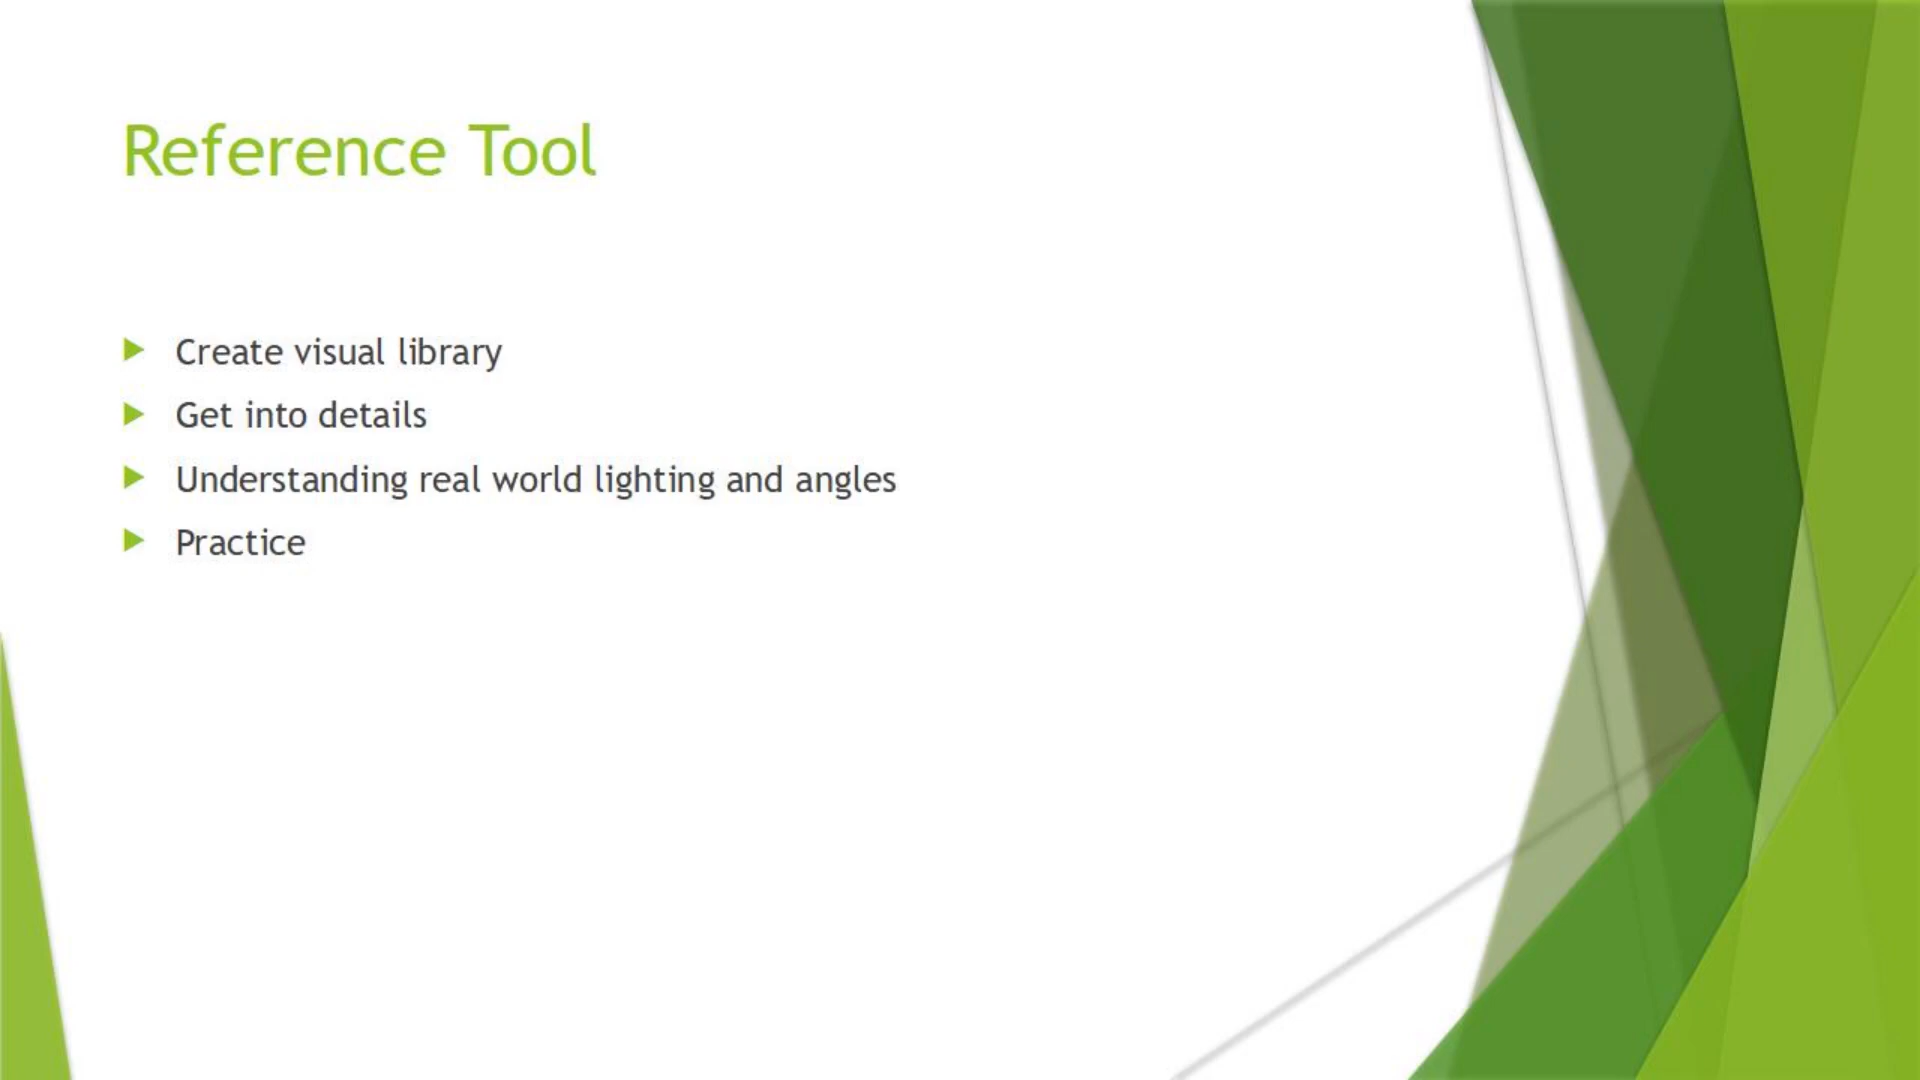 Reference Tool
Create visual library
Get into details
Understanding real world lighting and angles
Practice